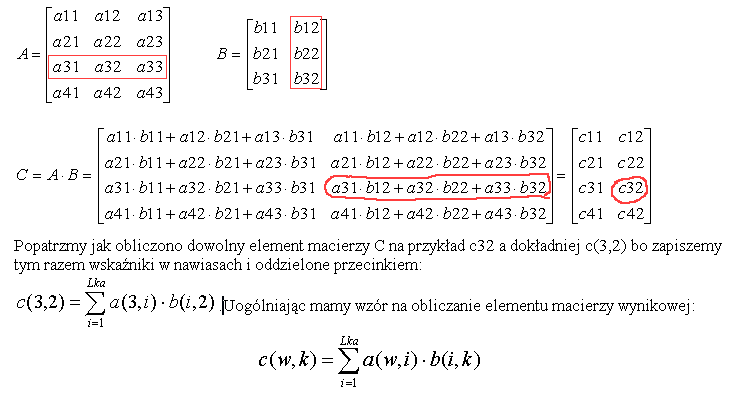 A = [a11 a12 a13
a21 a22 a23
a31 a32 a33
a41 a42 a43]
B = [b11 b12
b21 b22
b31 b32]
C = A · B = [a11·b11+a12·b21+a13·b31 a11·b12+a12·b22+a13·b32
a21·b11+a22·b21+a23·b31 a21·b12+a22·b22+a23·b32
a31·b11+a32·b21+a33·b31 a31·b12+a32·b22+a33·b32
a41·b11+a42·b21+a43·b31 a41·b12+a42·b22+a43·b32] = [c11 c12
c21 c22
c31 c32
c41 c42]
Popatrzmy jak obliczono dowolny element macierzy C na przykład c32 a dokładniej c(3,2) bo zapiszemy
tym razem wskaźniki w nawiasach i oddzielone przecinkiem:
c(3,2) = ∑_{i=1}^{Lka} a(3,i)·b(i,2). Uogólniając mamy wzór na obliczanie elementu macierzy wynikowej:
c(w,k) = ∑_{i=1}^{Lka} a(w,i)·b(i,k)